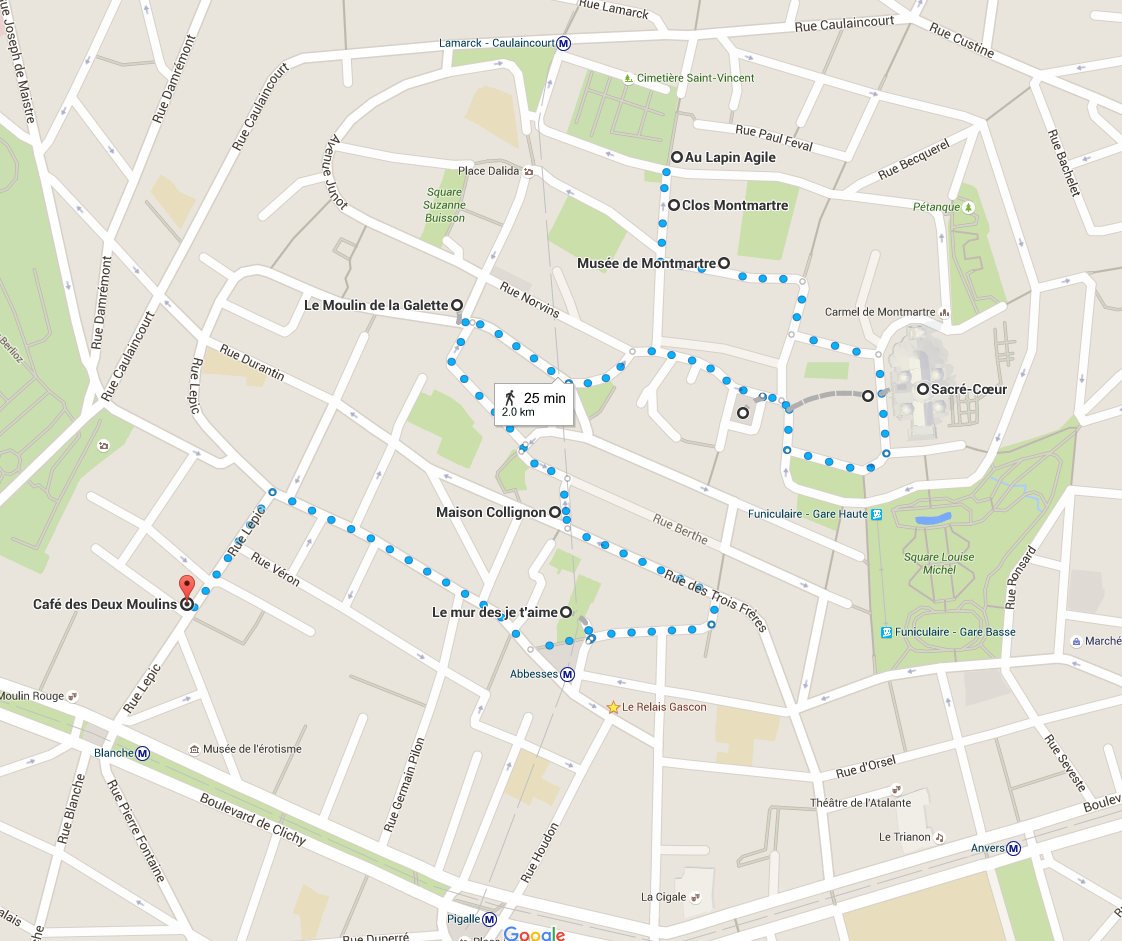 Rue Lamarck
Rue Caulaincourt
Rue Custine
Rue Joseph de Maistre
Rue Damrémont
Lamarck - Caulaincourt M
Rue Caulaincourt
Cimetière Saint-Vincent
Rue Paul Feval
Rue Becquerel
Rue Bachelet
Avenue Junot
Au Lapin Agile
Place Dalida
Square
Suzanne
Buisson
Clos Montmartre
Pétanque
Musée de Montmartre
Rue Damrémont
Rue Norvins
Le Moulin de la Galette
Carmel de Montmartre
Rue Caulaincourt
Berlioz
Rue Durantin
Rue Lepic
25 min
2.0 km
Sacré-Cœur
Maison Collignon
Rue Berthe
Funiculaire - Gare Haute
Rue Lepic
Rue Véron
Square Louise
Michel
Rue Ronsard
Rue des Trois Fréres
Café des Deux Moulins
Le mur des je t'aime
Funiculaire - Gare Basse
Marché
Abbesses M
Rue Lepic
Moulin Rouge
Le Relais Gascon
Blanche M
Musée de l'érotisme
Rue Germain Pilon
Rue d'Orsel
Rue Seveste
Rue Blanche
Rue Pierre Fontaine
Boulevard de Clichy
Rue Houdon
Théâtre de l'Atalante
Boulev
Le Trianon
Anvers M
La Cigale
alais
che
Pigalle M
Google
Rue Duperré
Place